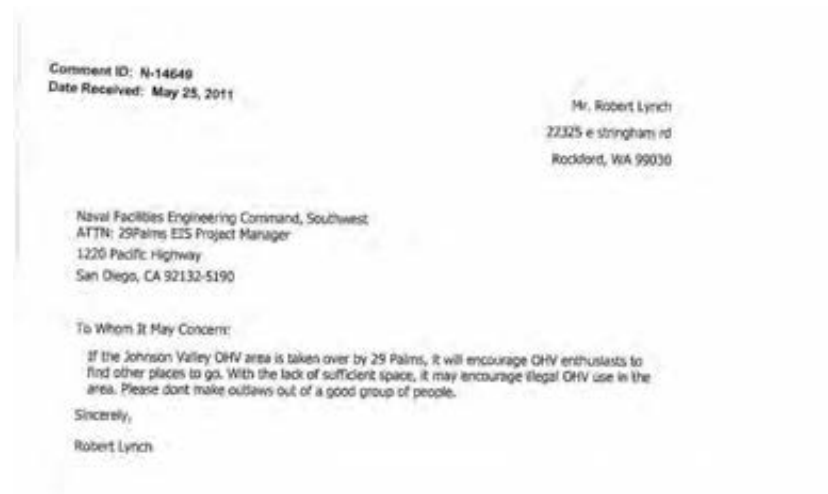 Comment ID: N-14649
Date Received: May 25, 2011
Mr. Robert Lynch
22325 e stringham rd
Rockford, WA 99030
Naval Facilities Engineering Command, Southwest
ATTN: 29Palms EIS Project Manager
1220 Pacific Highway
San Diego, CA 92132-5190
To Whom It May Concern:
If the Johnson Valley OHV area is taken over by 29 Palms, it will encourage OHV enthusiasts to
find other places to go. With the lack of sufficient space, it may encourage illegal OHV use in the
area. Please dont make outlaws out of a good group of people.
Sincerely,
Robert Lynch